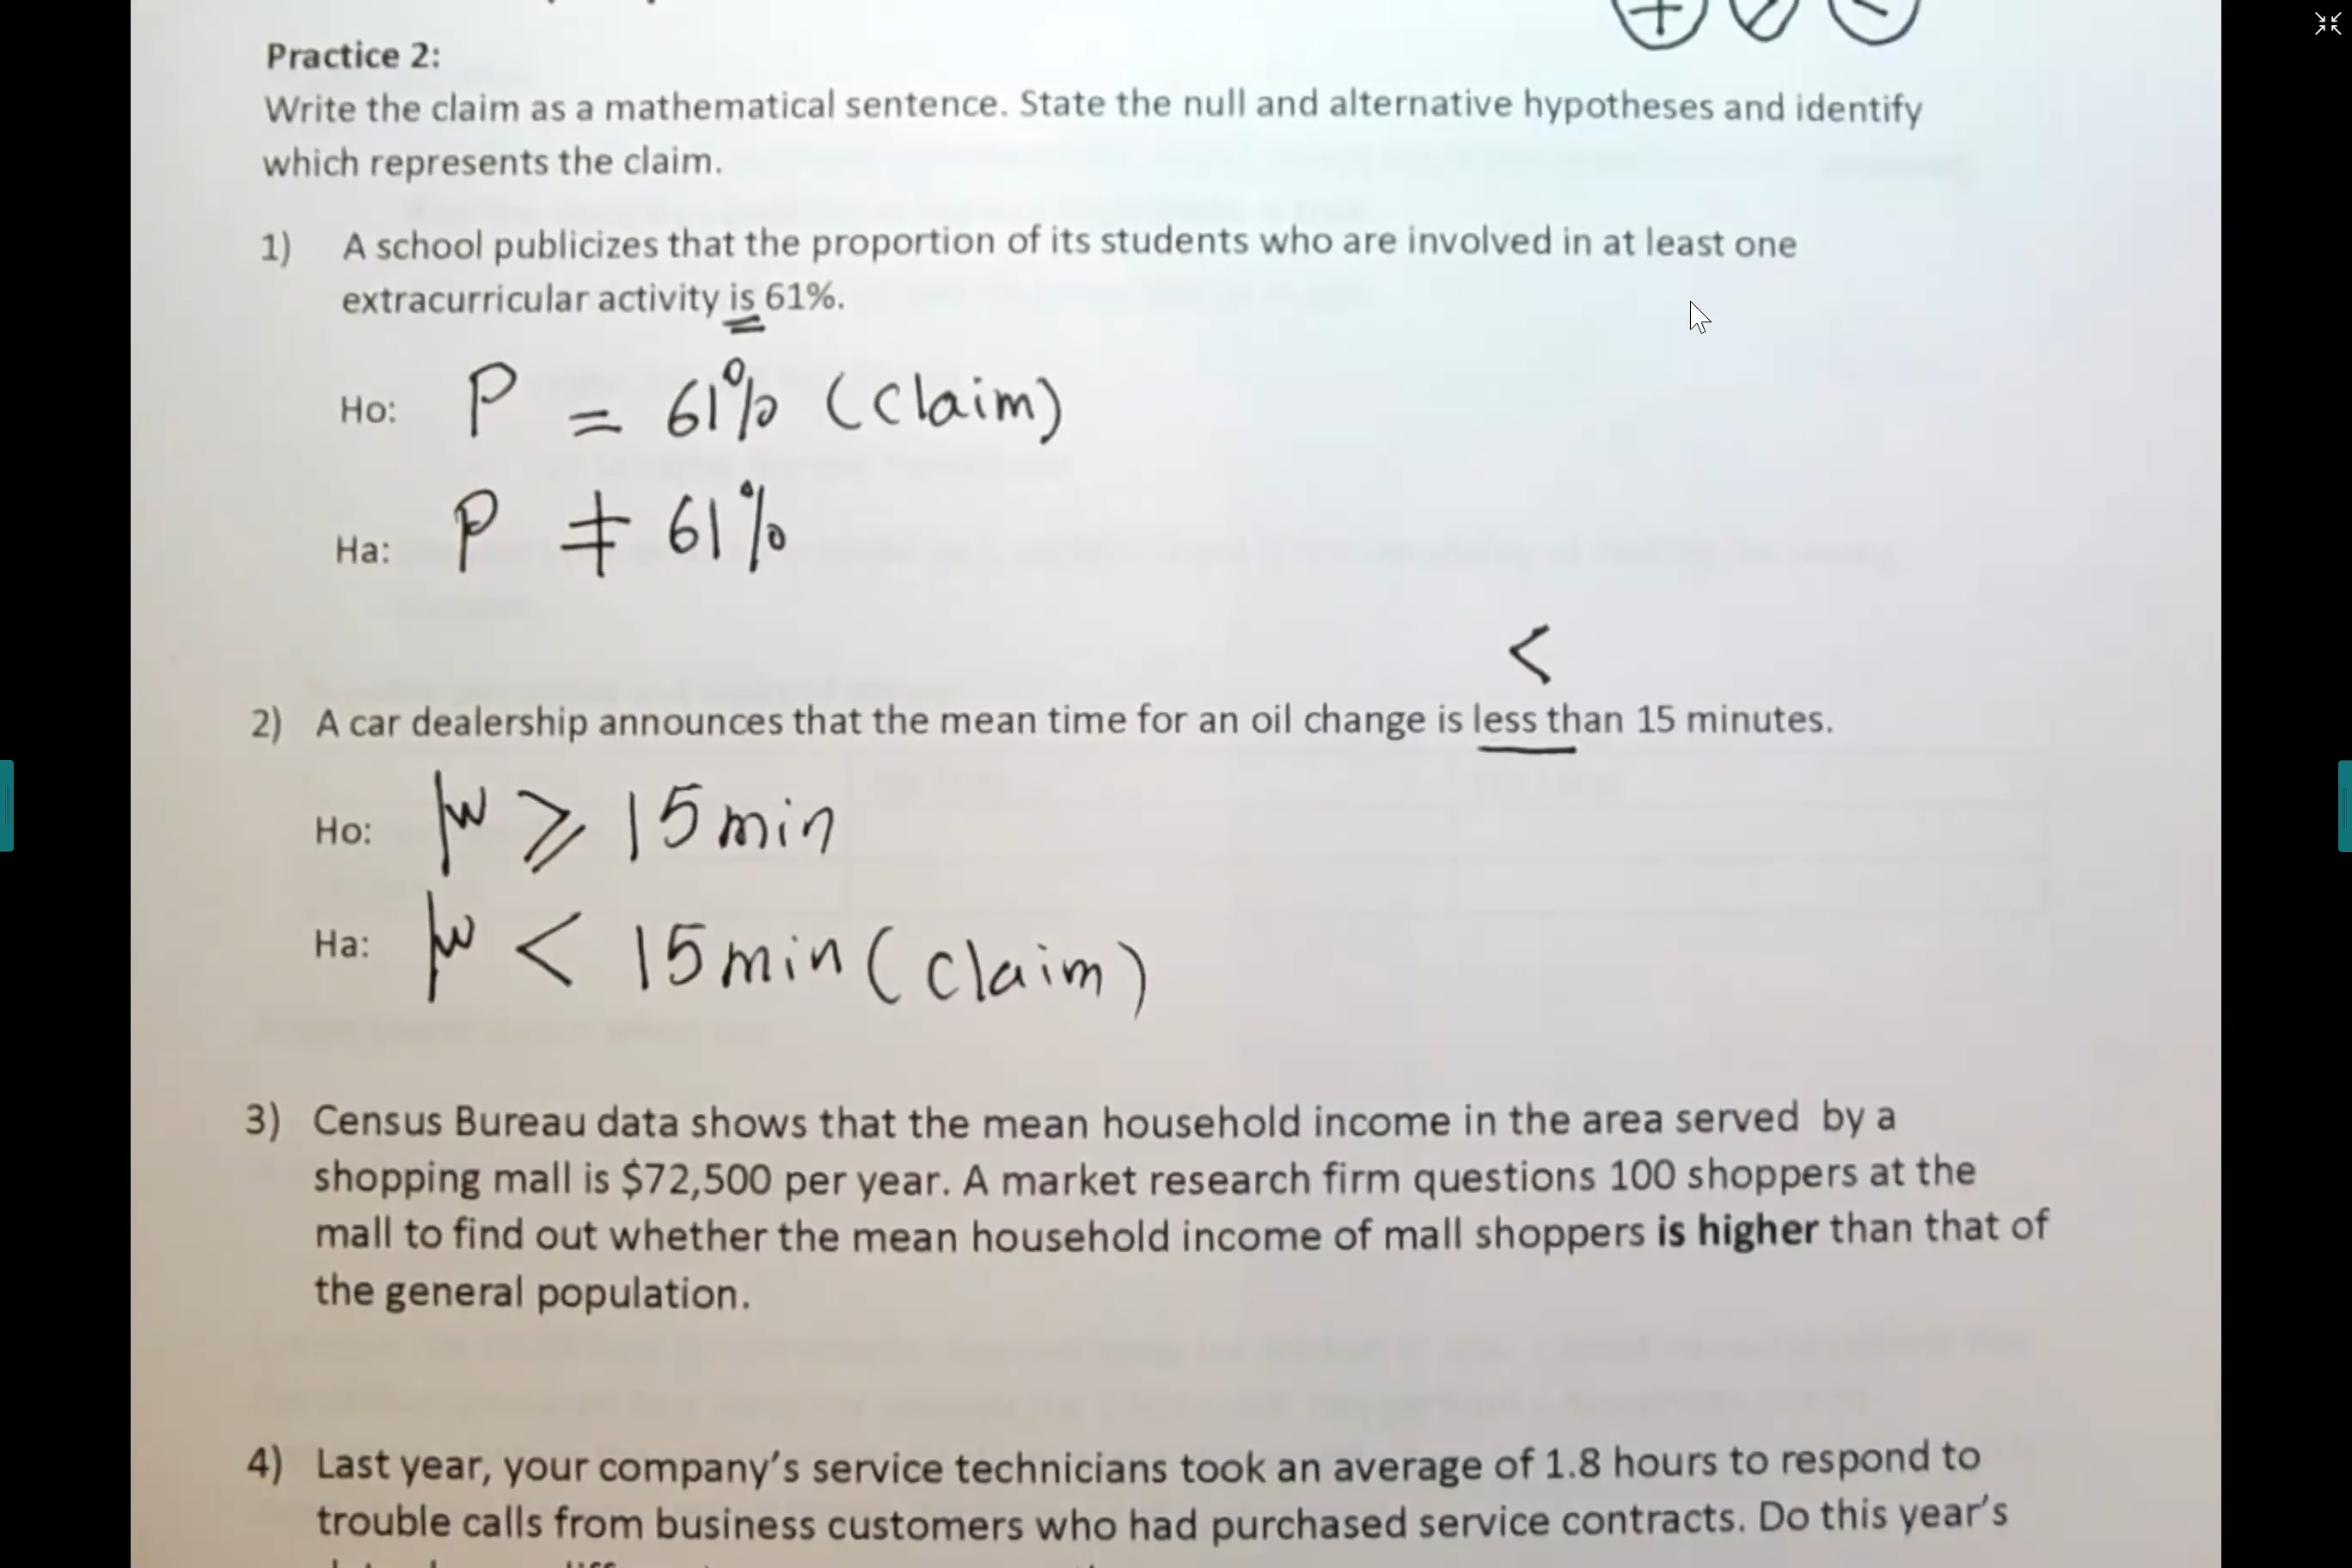 Practice 2:
Write the claim as a mathematical sentence. State the null and alternative hypotheses and identify
which represents the claim.
1) A school publicizes that the proportion of its students who are involved in at least one
extracurricular activity is 61%.
Ho: P = 61% (claim)
Ha: P ≠ 61%
<
2) A car dealership announces that the mean time for an oil change is less than 15 minutes.
Ho: μ ⩾ 15 min
Ha: μ < 15 min (claim)
3) Census Bureau data shows that the mean household income in the area served by a
shopping mall is $72,500 per year. A market research firm questions 100 shoppers at the
mall to find out whether the mean household income of mall shoppers is higher than that of
the general population.
4) Last year, your company's service technicians took an average of 1.8 hours to respond to
trouble calls from business customers who had purchased service contracts. Do this year's